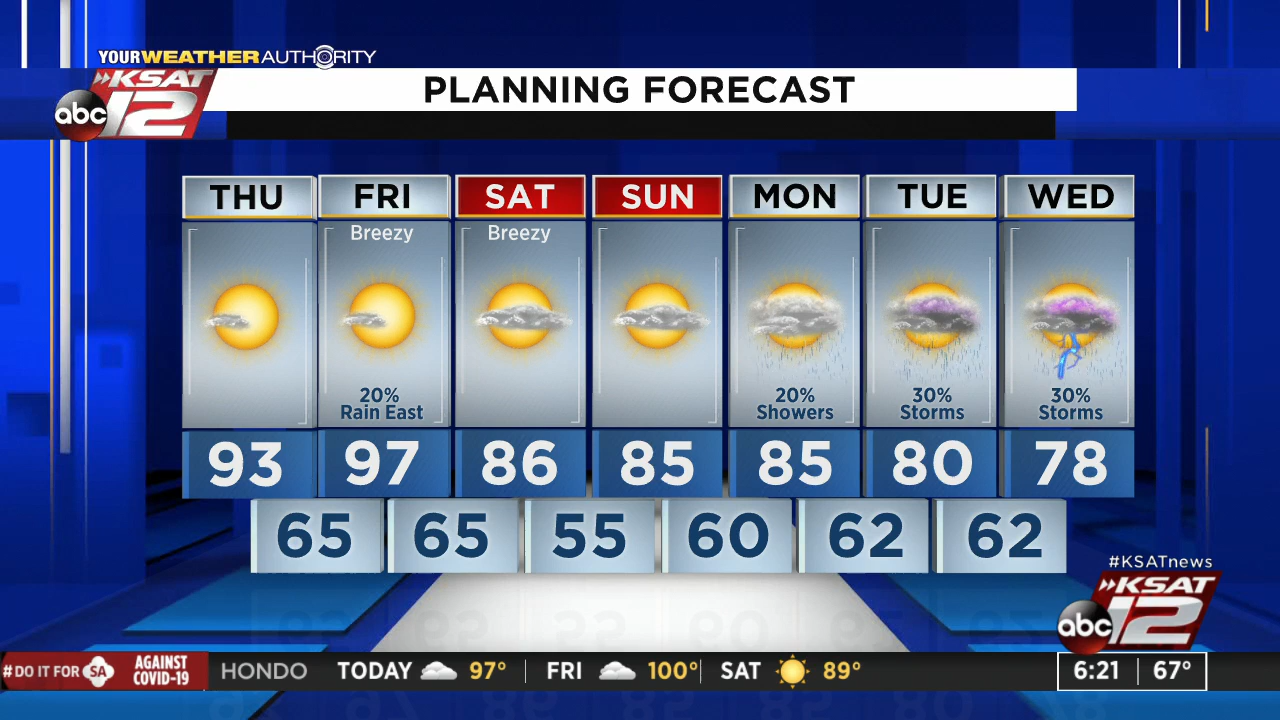 YOURWEATHERAUTHORITY
KSAT
abc 12
PLANNING FORECAST
THU FRI SAT SUN MON TUE WED
Breezy Breezy
20% Rain East
20% Showers
30% Storms
30% Storms
93 97 86 85 85 80 78
65 65 55 60 62 62
#KSATnews
KSAT
abc 12
#DO IT FOR SA AGAINST COVID-19 HONDO TODAY 97° FRI 100° SAT 89° 6:21 67°